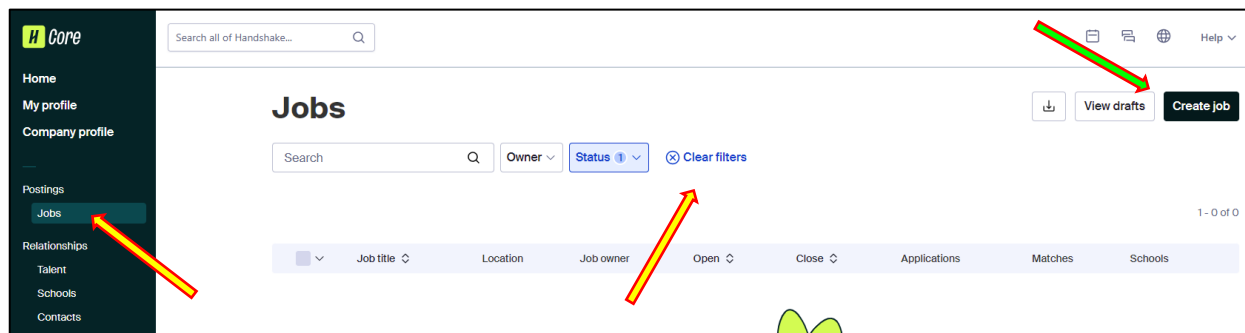 H Core
Search all of Handshake...
Help
Home
My profile
Company profile
Jobs
View drafts
Create job
Search
Owner
Status 1
Clear filters
Postings
Jobs
1 - 0 of 0
Relationships
Job title
Location
Job owner
Open
Close
Applications
Matches
Schools
Talent
Schools
Contacts